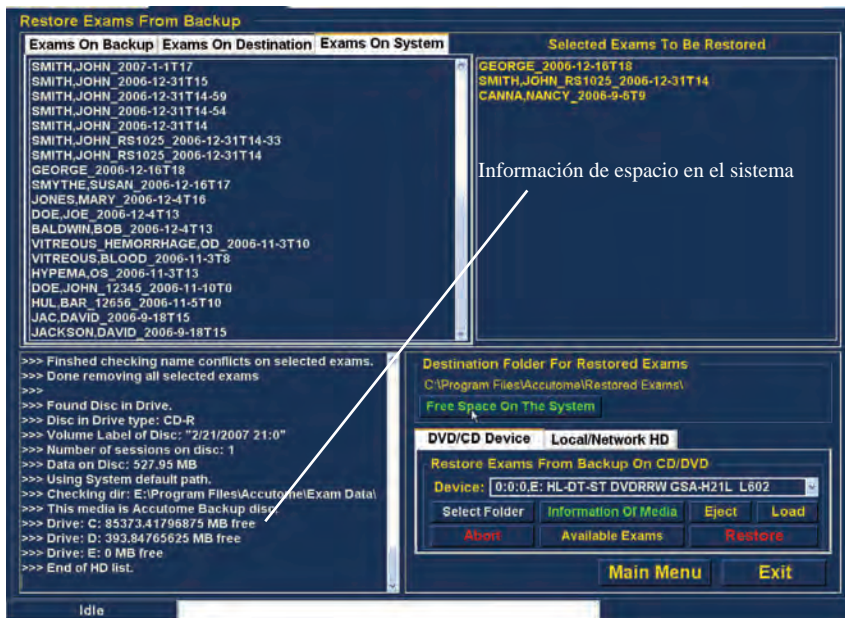 Restore Exams From Backup
Exams On Backup Exams On Destination Exams On System
SMITH,JOHN_2007-1-1T17
SMITH,JOHN_2006-12-31T15
SMITH,JOHN_2006-12-31T14-59
SMITH,JOHN_2006-12-31T14-54
SMITH,JOHN_2006-12-31T14
SMITH,JOHN_RS1025_2006-12-31T14-33
SMITH,JOHN_RS1025_2006-12-31T14
GEORGE_2006-12-16T18
SMYTHE,SUSAN_2006-12-16T17
JONES,MARY_2006-12-4T16
DOE,JOE_2006-12-4T13
BALDWIN,BOB_2006-12-4T13
VITREOUS_HEMORRHAGE,OD_2006-11-3T10
VITREOUS,BLOOD_2006-11-3T8
HYPEMA,OS_2006-11-3T13
DOE,JOHN_12345_2006-11-10T0
HUL,BAR_12656_2006-11-5T10
JAC,DAVID_2006-9-18T15
JACKSON,DAVID_2006-9-18T15
Selected Exams To Be Restored
GEORGE_2006-12-16T18
SMITH,JOHN_RS1025_2006-12-31T14
CANNA,NANCY_2006-9-6T9
Información de espacio en el sistema
>>> Finshed checking name conflicts on selected exams.
>>> Done removing all selected exams
>>>
>>> Found Disc in Drive.
>>> Disc in Drive type: CD-R
>>> Volume Label of Disc: "2/21/2007 21:0"
>>> Number of sessions on disc: 1
>>> Data on Disc: 527.95 MB
>>> Using System default path.
>>> Checking dir: E:\Program Files\Accutome\Exam Data\
>>> This media is Accutome Backup disc.
>>> Drive: C: 85373.41796875 MB free
>>> Drive: D: 393.84765625 MB free
>>> Drive: E: 0 MB free
>>> End of HD list.
Destination Folder For Restored Exams
C:\Program Files\Accutome\Restored Exams\
Free Space On The System
DVD/CD Device Local/Network HD
Restore Exams From Backup On CD/DVD
Device: 0:0:0,E: HL-DT-ST DVDRRW GSA-H21L L602
Select Folder Information Of Media Eject Load
Abort Available Exams Restore
Main Menu Exit
Idle